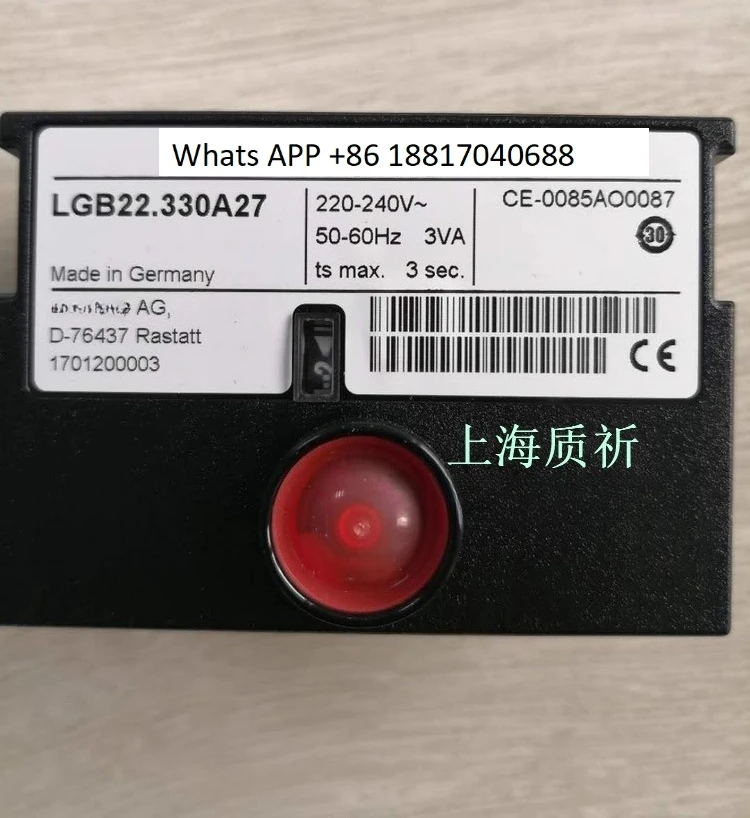 Whats APP +86 18817040688
LGB22.330A27
220-240V~
50-60Hz 3VA
ts max. 3 sec.
CE-0085AO0087
30
Made in Germany
AG,
D-76437 Rastatt
1701200003
CE
上海质祈